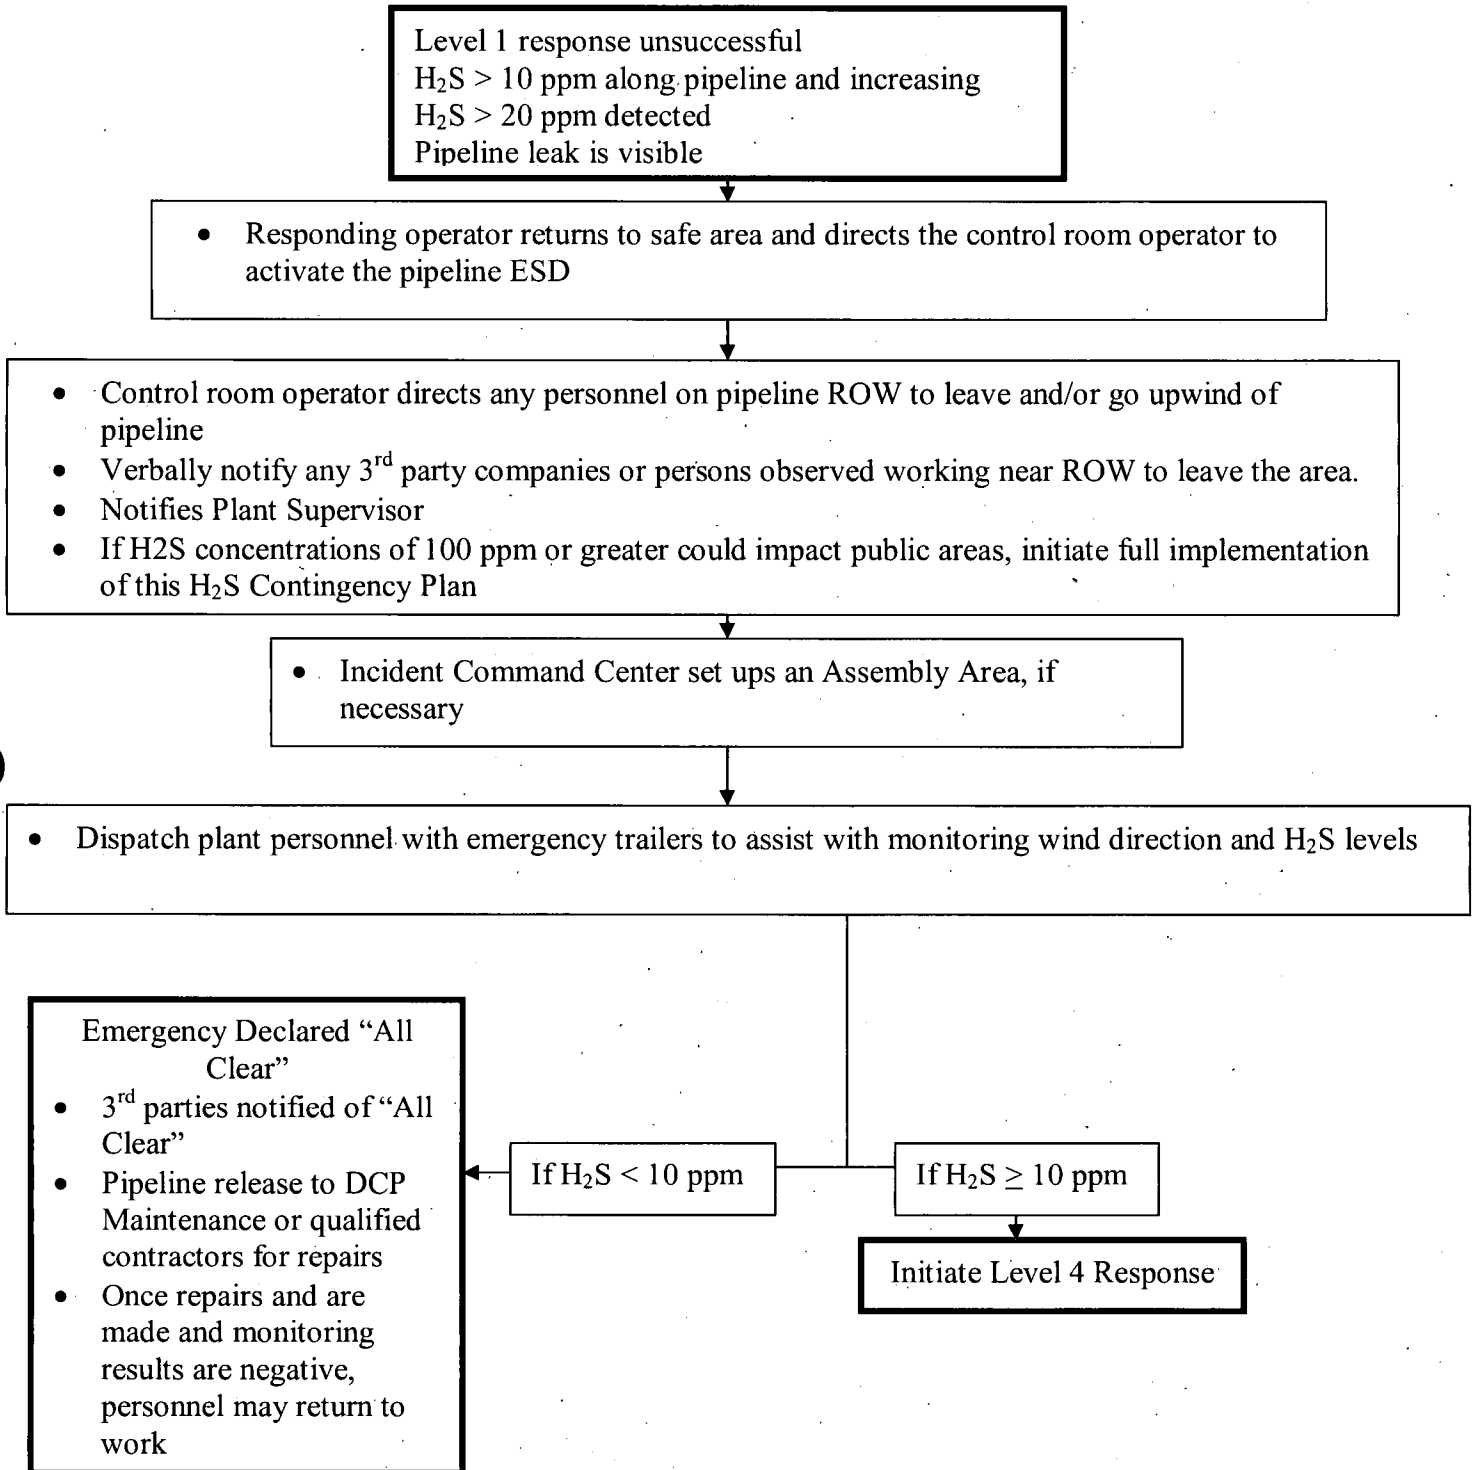 Level 1 response unsuccessful
H₂S > 10 ppm along pipeline and increasing
H₂S > 20 ppm detected
Pipeline leak is visible
• Responding operator returns to safe area and directs the control room operator to
activate the pipeline ESD
• Control room operator directs any personnel on pipeline ROW to leave and/or go upwind of
pipeline
• Verbally notify any 3rd party companies or persons observed working near ROW to leave the area.
• Notifies Plant Supervisor
• If H2S concentrations of 100 ppm or greater could impact public areas, initiate full implementation
of this H₂S Contingency Plan
• Incident Command Center set ups an Assembly Area, if
necessary
• Dispatch plant personnel with emergency trailers to assist with monitoring wind direction and H₂S levels
Emergency Declared “All
Clear”
• 3rd parties notified of “All
Clear”
• Pipeline release to DCP
Maintenance or qualified
contractors for repairs
• Once repairs and are
made and monitoring
results are negative,
personnel may return to
work
If H₂S < 10 ppm
If H₂S ≥ 10 ppm
Initiate Level 4 Response